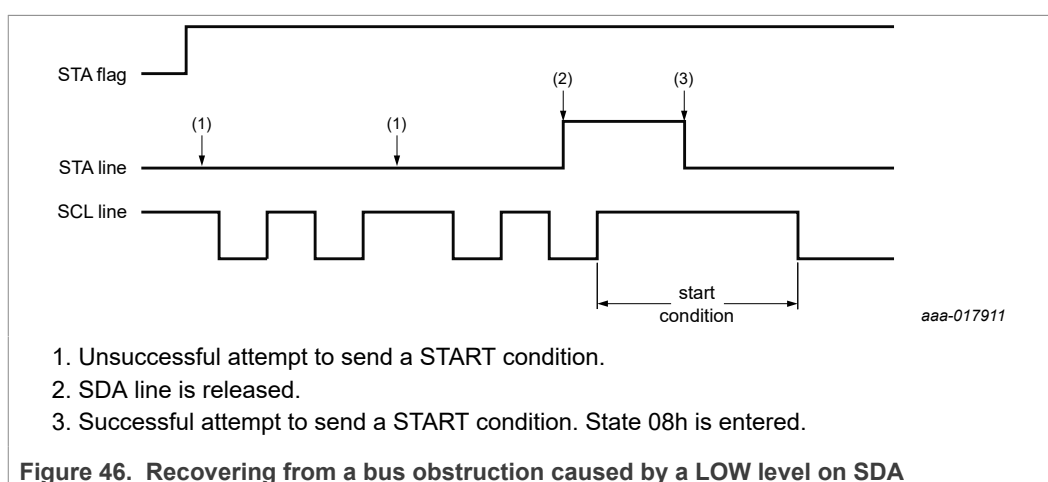 STA flag
(2) (3)
(1) (1)
STA line
SCL line
start
condition
aaa-017911
1. Unsuccessful attempt to send a START condition.
2. SDA line is released.
3. Successful attempt to send a START condition. State 08h is entered.
Figure 46. Recovering from a bus obstruction caused by a LOW level on SDA